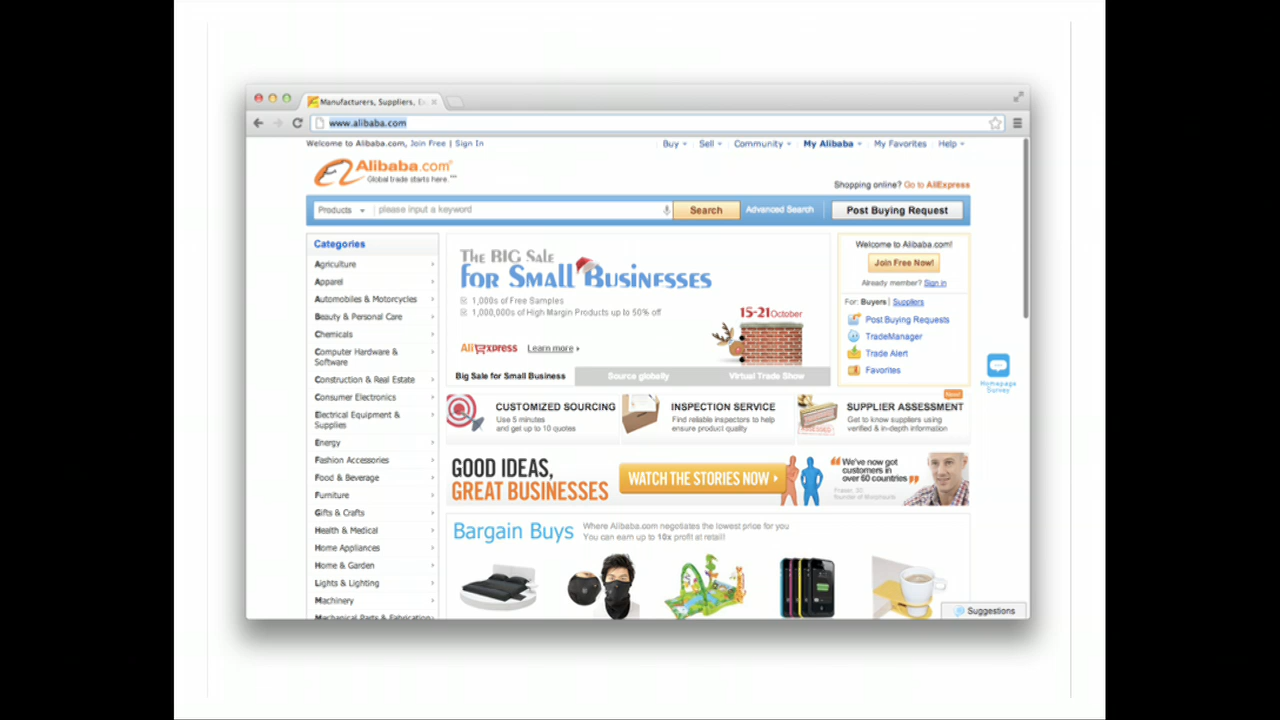 Manufacturers, Suppliers, Ex
www.alibaba.com
Welcome to Alibaba.com, Join Free | Sign In
Buy
Sell
Community
My Alibaba
My Favorites
Help
Alibaba.com
Global trade starts here.™
Shopping online? Go to AliExpress
Products
please input a keyword
Search
Advanced Search
Post Buying Request
Categories
Agriculture
Apparel
Automobiles & Motorcycles
Beauty & Personal Care
Chemicals
Computer Hardware &
Software
Construction & Real Estate
Consumer Electronics
Electrical Equipment &
Supplies
Energy
Fashion Accessories
Food & Beverage
Furniture
Gifts & Crafts
Health & Medical
Home Appliances
Home & Garden
Lights & Lighting
Machinery
Mechanical Parts & Fabrication
The BIG Sale
for Small Businesses
1,000s of Free Samples
1,000,000s of High Margin Products up to 50% off
15-21 October
AliExpress
Learn more
Big Sale for Small Business
Source globally
Virtual Trade Show
Welcome to Alibaba.com!
Join Free Now!
Already member? Sign in
For: Buyers | Suppliers
Post Buying Requests
TradeManager
Trade Alert
Favorites
Homepage
Survey
CUSTOMIZED SOURCING
Use 5 minutes
and get up to 10 quotes
INSPECTION SERVICE
Find reliable inspectors to help
ensure product quality
New!
SUPPLIER ASSESSMENT
Get to know suppliers using
verified & in-depth information
GOOD IDEAS,
GREAT BUSINESSES
WATCH THE STORIES NOW
“We've now got
customers in
over 60 countries”
Bargain Buys
Where Alibaba.com negotiates the lowest price for you
You can earn up to 10x profit at retail!
Suggestions